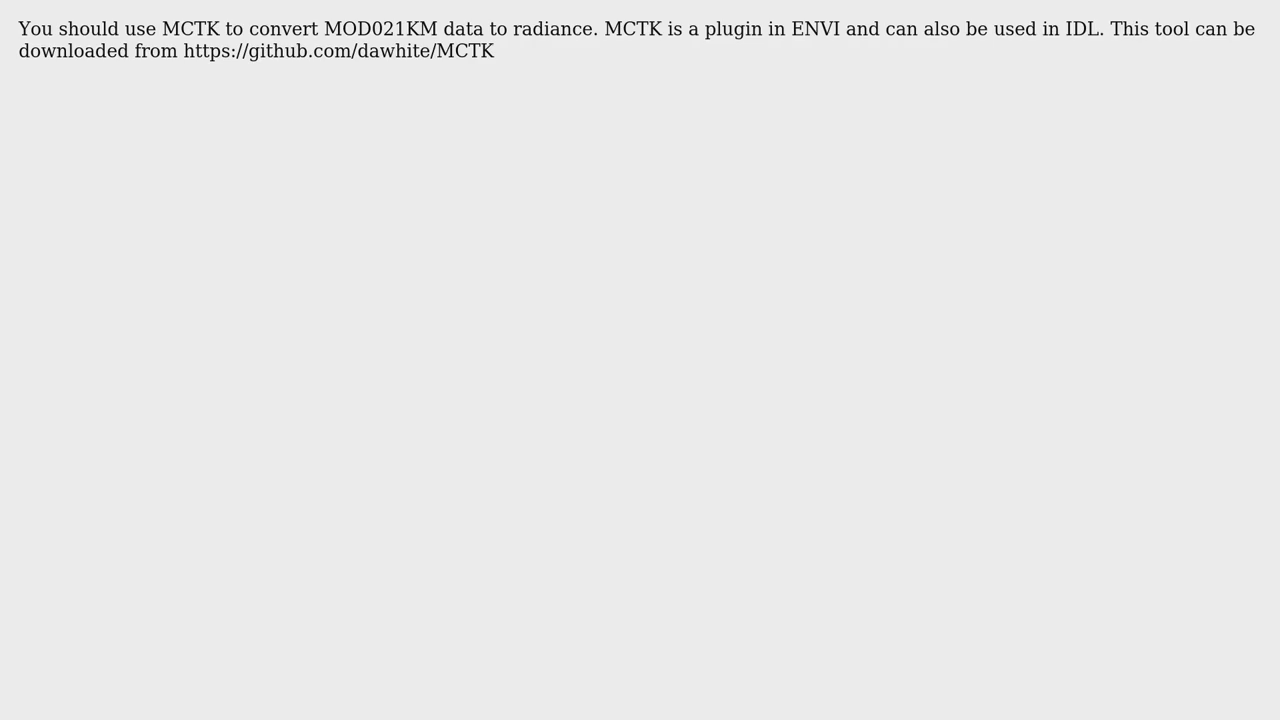 You should use MCTK to convert MOD021KM data to radiance. MCTK is a plugin in ENVI and can also be used in IDL. This tool can be
downloaded from https://github.com/dawhite/MCTK